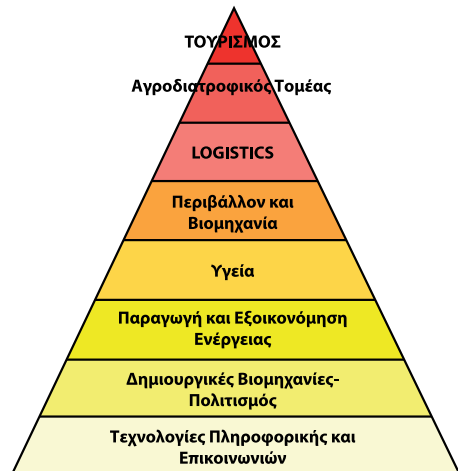 ΤΟΥΡΙΣΜΟΣ
Αγροδιατροφικός Τομέας
LOGISTICS
Περιβάλλον και
Βιομηχανία
Υγεία
Παραγωγή και Εξοικονόμηση
Ενέργειας
Δημιουργικές Βιομηχανίες-
Πολιτισμός
Τεχνολογίες Πληροφορικής και
Επικοινωνιών